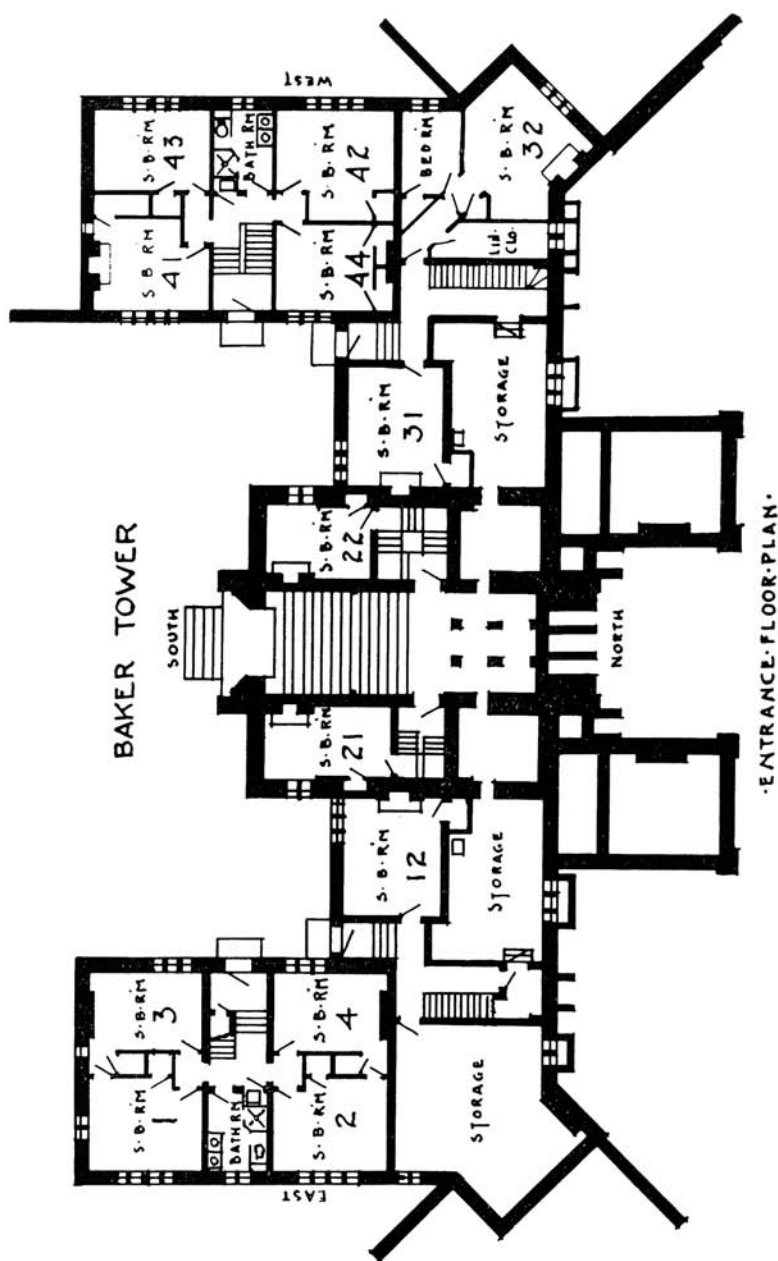 BAKER TOWER
WEST
S·B·RM
43
BATH RM
S·B·RM
42
BEDRM
S·B·RM
32
S·B·RM
41
S·B·RM
44
LIN·
CLO·
S·B·RM
31
STORAGE
S·B·RM
22
SOUTH
NORTH
S·B·RM
21
S·B·RM
12
STORAGE
S·B·RM
3
S·B·RM
4
S·B·RM
1
BATH RM
S·B·RM
2
STORAGE
EAST
·ENTRANCE·FLOOR·PLAN·